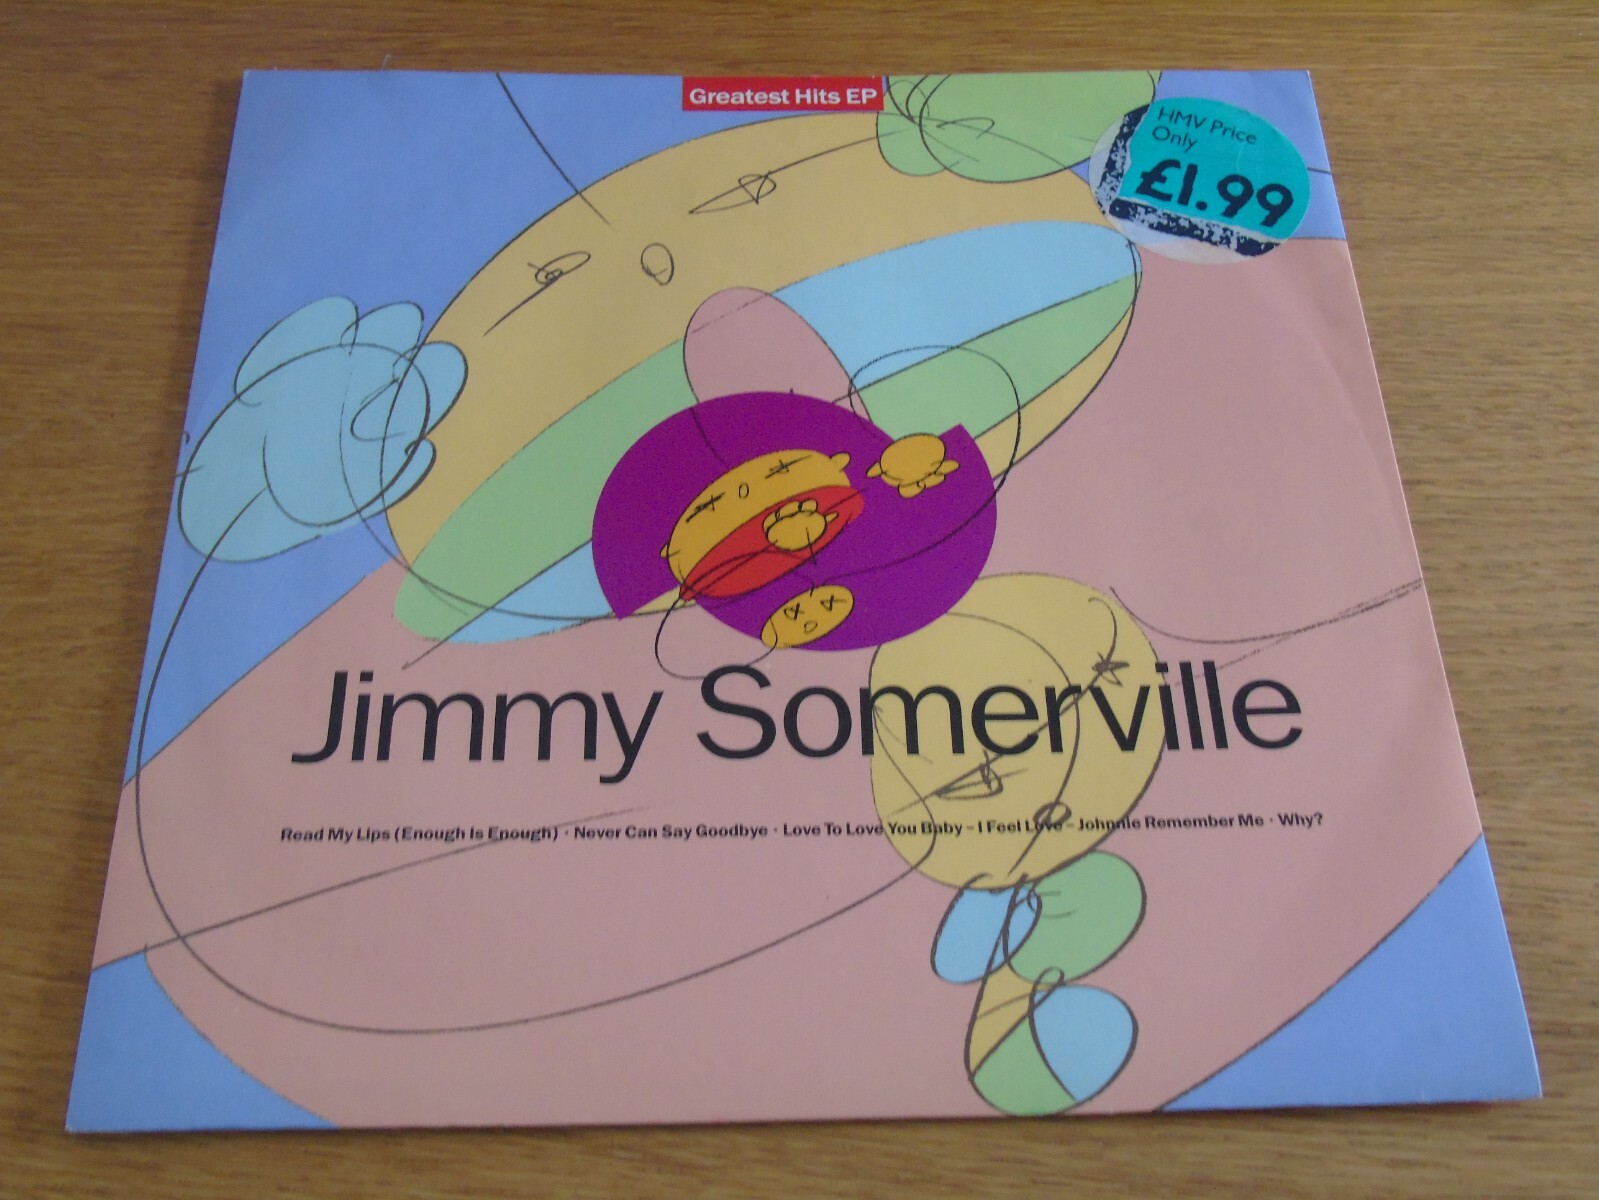 Greatest Hits EP
HMV Price
Only
£1.99
Jimmy Somerville
Read My Lips (Enough Is Enough) · Never Can Say Goodbye · Love To Love You Baby – I Feel Love – Johnnie Remember Me · Why?